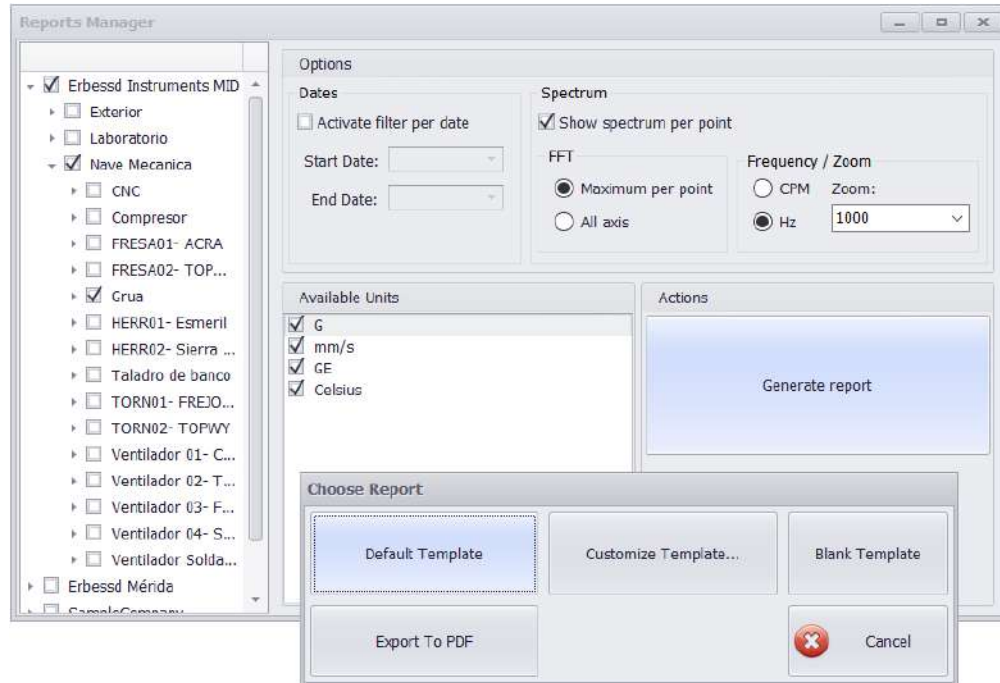 Reports Manager
Erbessd Instruments MID
Exterior
Laboratorio
Nave Mecanica
CNC
Compresor
FRESA01- ACRA
FRESA02- TOP...
Grua
HERR01- Esmeril
HERR02- Sierra ...
Taladro de banco
TORN01- FREJO...
TORN02- TOPWY
Ventilador 01- C...
Ventilador 02- T...
Ventilador 03- F...
Ventilador 04- S...
Ventilador Solda...
Erbessd Mérida
SampleCompany
Options
Dates
Activate filter per date
Start Date:
End Date:
Spectrum
Show spectrum per point
FFT
Maximum per point
All axis
Frequency / Zoom
CPM Zoom:
Hz 1000
Available Units
G
mm/s
GE
Celsius
Actions
Generate report
Choose Report
Default Template
Customize Template...
Blank Template
Export To PDF
Cancel